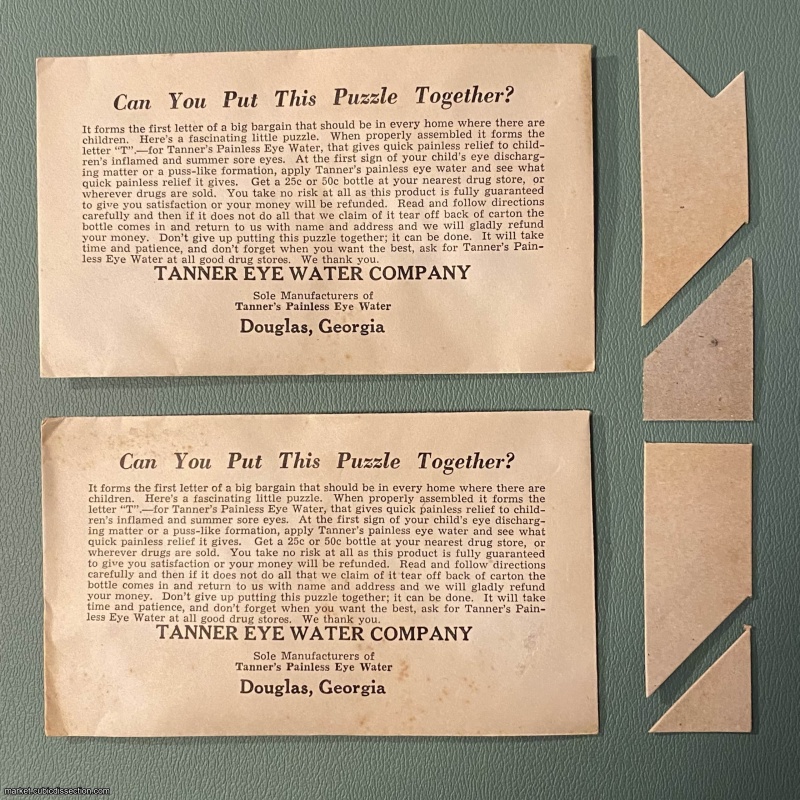 Can You Put This Puzzle Together?
It forms the first letter of a big bargain that should be in every home where there are
children. Here's a fascinating little puzzle. When properly assembled it forms the
letter "T".—for Tanner's Painless Eye Water, that gives quick painless relief to child-
ren's inflamed and summer sore eyes. At the first sign of your child's eye discharg-
ing matter or a puss-like formation, apply Tanner's painless eye water and see what
quick painless relief it gives. Get a 25c or 50c bottle at your nearest drug store, or
wherever drugs are sold. You take no risk at all as this product is fully guaranteed
to give you satisfaction or your money will be refunded. Read and follow directions
carefully and then if it does not do all that we claim of it tear off back of carton the
bottle comes in and return to us with name and address and we will gladly refund
your money. Don't give up putting this puzzle together; it can be done. It will take
time and patience, and don't forget when you want the best, ask for Tanner's Pain-
less Eye Water at all good drug stores. We thank you.
TANNER EYE WATER COMPANY
Sole Manufacturers of
Tanner's Painless Eye Water
Douglas, Georgia
Can You Put This Puzzle Together?
It forms the first letter of a big bargain that should be in every home where there are
children. Here's a fascinating little puzzle. When properly assembled it forms the
letter "T".—for Tanner's Painless Eye Water, that gives quick painless relief to child-
ren's inflamed and summer sore eyes. At the first sign of your child's eye discharg-
ing matter or a puss-like formation, apply Tanner's painless eye water and see what
quick painless relief it gives. Get a 25c or 50c bottle at your nearest drug store, or
wherever drugs are sold. You take no risk at all as this product is fully guaranteed
to give you satisfaction or your money will be refunded. Read and follow directions
carefully and then if it does not do all that we claim of it tear off back of carton the
bottle comes in and return to us with name and address and we will gladly refund
your money. Don't give up putting this puzzle together; it can be done. It will take
time and patience, and don't forget when you want the best, ask for Tanner's Pain-
less Eye Water at all good drug stores. We thank you.
TANNER EYE WATER COMPANY
Sole Manufacturers of
Tanner's Painless Eye Water
Douglas, Georgia
market.cubicdissection.com